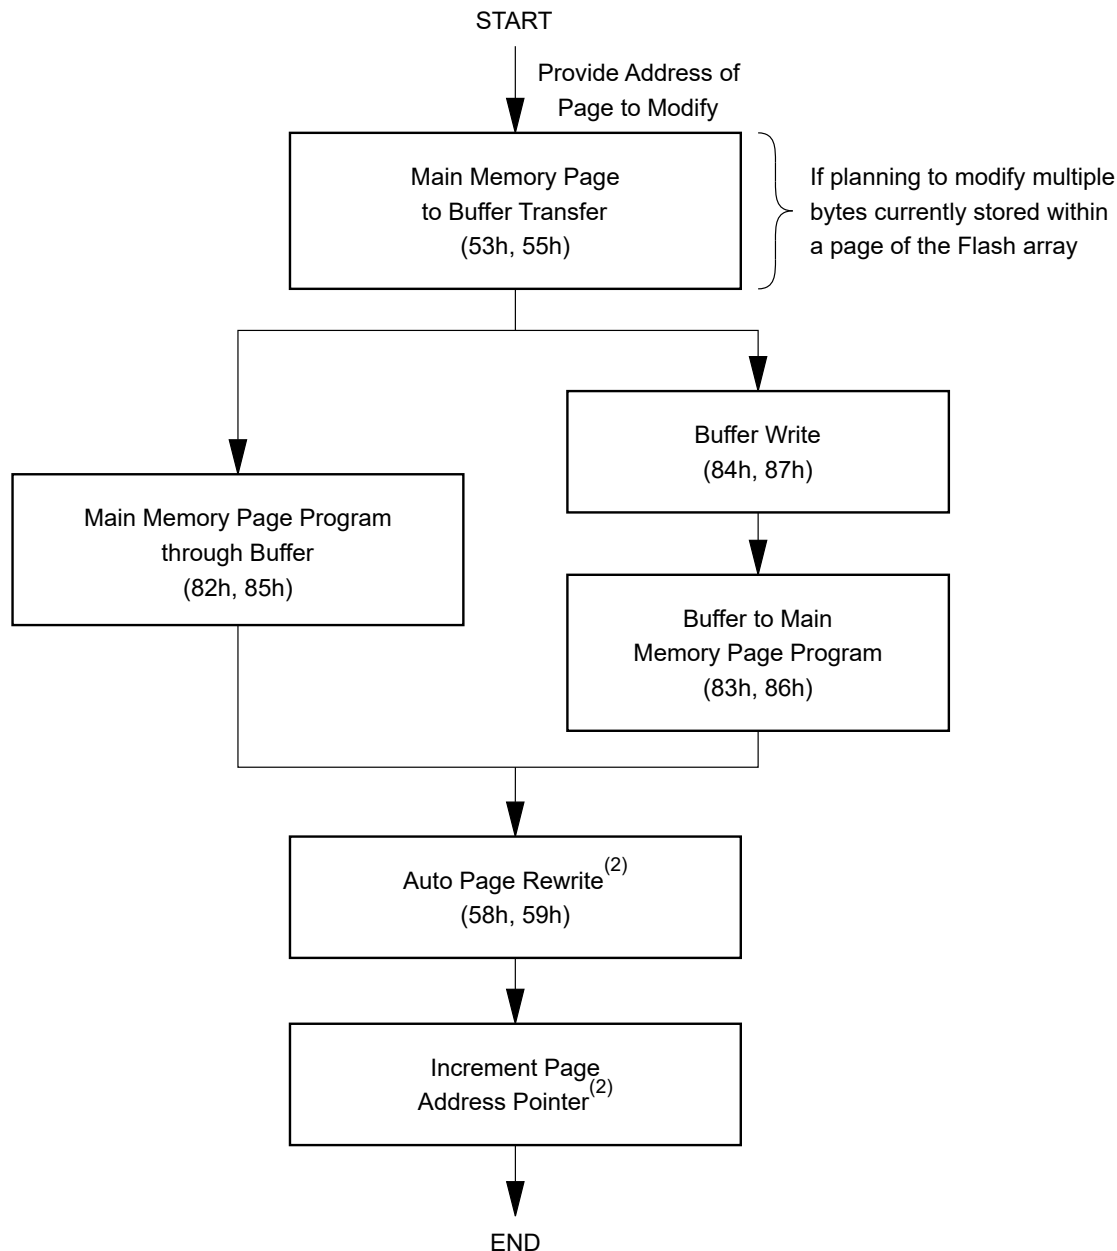 START
Provide Address of
Page to Modify
Main Memory Page
to Buffer Transfer
(53h, 55h)
If planning to modify multiple
bytes currently stored within
a page of the Flash array
Buffer Write
(84h, 87h)
Main Memory Page Program
through Buffer
(82h, 85h)
Buffer to Main
Memory Page Program
(83h, 86h)
Auto Page Rewrite(2)
(58h, 59h)
Increment Page
Address Pointer(2)
END